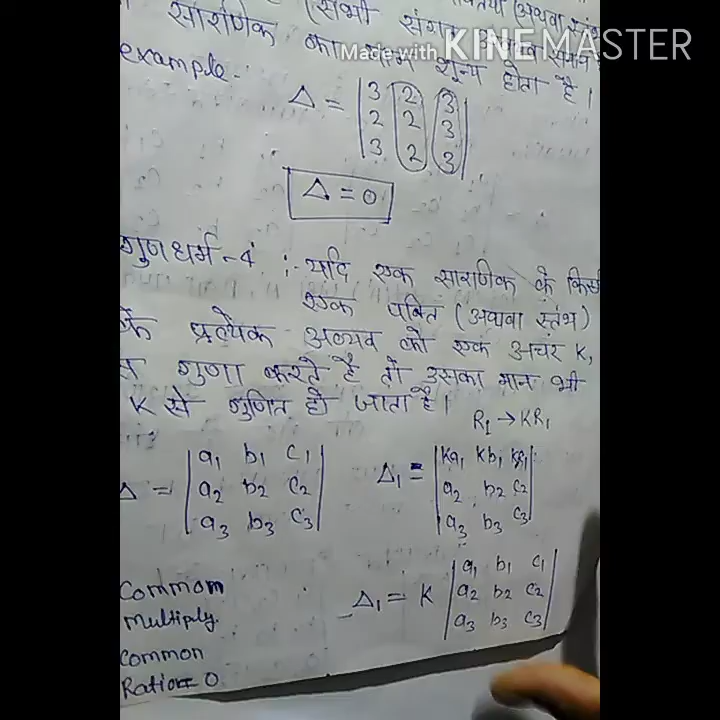 (सभी संगत
Made with KINEMASTER
सारणिक का मान शून्य होता है।
example-
Δ = | 3 2 3 |
| 2 2 3 |
| 3 2 3 |
Δ = 0
गुणधर्म-4 :- यदि एक सारणिक के किसी
एक पंक्ति (अथवा स्तंभ)
के प्रत्येक अवयव को एक अचर K,
से गुणा करते है तो उसका मान भी
K से गुणित हो जाता है।
R₁ → KR₁
Δ = | a₁ b₁ c₁ | Δ₁ = | Ka₁ Kb₁ Kc₁ |
| a₂ b₂ c₂ | | a₂ b₂ c₂ |
| a₃ b₃ c₃ | | a₃ b₃ c₃ |
Δ₁ = K | a₁ b₁ c₁ |
| a₂ b₂ c₂ |
| a₃ b₃ c₃ |
Common
multiply.
Common
Ratio = 0